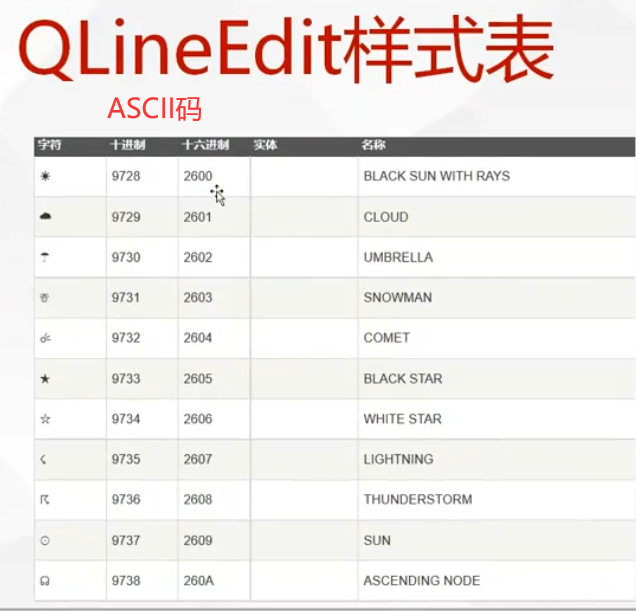 QLineEdit样式表
ASCII码
字符 十进制 十六进制 实体 名称
☀ 9728 2600 BLACK SUN WITH RAYS
☁ 9729 2601 CLOUD
☂ 9730 2602 UMBRELLA
☃ 9731 2603 SNOWMAN
☄ 9732 2604 COMET
★ 9733 2605 BLACK STAR
☆ 9734 2606 WHITE STAR
☇ 9735 2607 LIGHTNING
☈ 9736 2608 THUNDERSTORM
☉ 9737 2609 SUN
☊ 9738 260A ASCENDING NODE